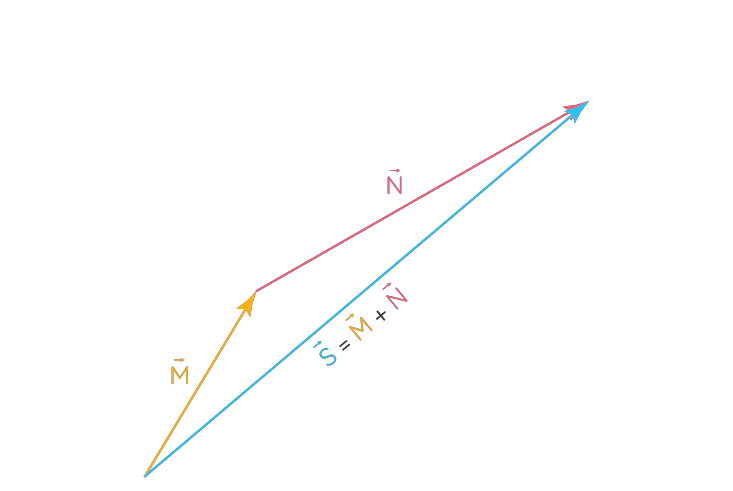 N⃗
M⃗
S⃗ = M⃗ + N⃗